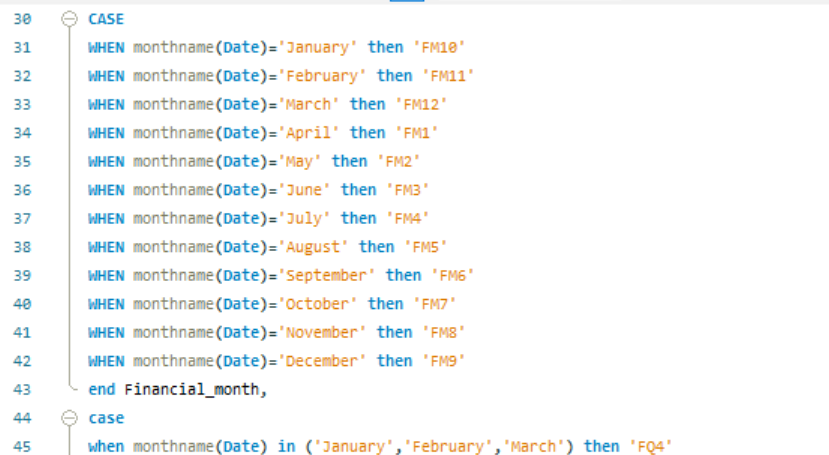 30 CASE
31 WHEN monthname(Date)='January' then 'FM10'
32 WHEN monthname(Date)='February' then 'FM11'
33 WHEN monthname(Date)='March' then 'FM12'
34 WHEN monthname(Date)='April' then 'FM1'
35 WHEN monthname(Date)='May' then 'FM2'
36 WHEN monthname(Date)='June' then 'FM3'
37 WHEN monthname(Date)='July' then 'FM4'
38 WHEN monthname(Date)='August' then 'FM5'
39 WHEN monthname(Date)='September' then 'FM6'
40 WHEN monthname(Date)='October' then 'FM7'
41 WHEN monthname(Date)='November' then 'FM8'
42 WHEN monthname(Date)='December' then 'FM9'
43 end Financial_month,
44 case
45 when monthname(Date) in ('January','February','March') then 'FQ4'